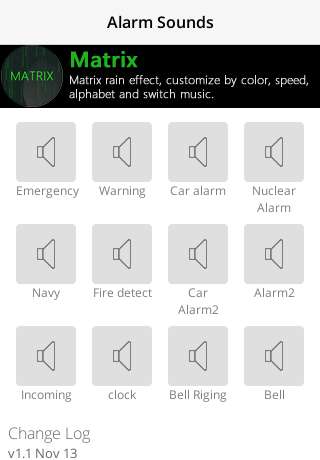 Alarm Sounds
MATRIX
Matrix
Matrix rain effect, customize by color, speed,
alphabet and switch music.
Emergency
Warning
Car alarm
Nuclear
Alarm
Navy
Fire detect
Car
Alarm2
Alarm2
Incoming
clock
Bell Riging
Bell
Change Log
v1.1 Nov 13